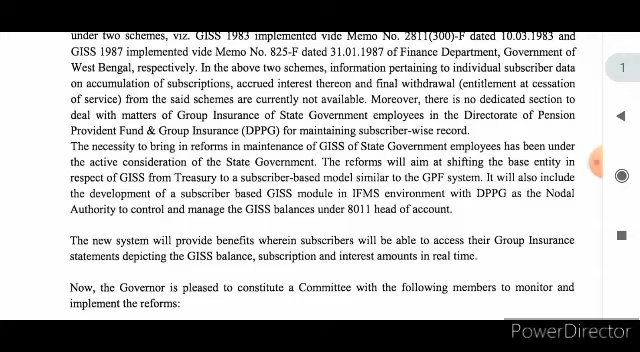 under two schemes, viz. GISS 1983 implemented vide Memo No. 2811(300)-F dated 10.03.1983 and
GISS 1987 implemented vide Memo No. 825-F dated 31.01.1987 of Finance Department, Government of
West Bengal, respectively. In the above two schemes, information pertaining to individual subscriber data
on accumulation of subscriptions, accrued interest thereon and final withdrawal (entitlement at cessation
of service) from the said schemes are currently not available. Moreover, there is no dedicated section to
deal with matters of Group Insurance of State Government employees in the Directorate of Pension
Provident Fund & Group Insurance (DPPG) for maintaining subscriber-wise record.
The necessity to bring in reforms in maintenance of GISS of State Government employees has been under
the active consideration of the State Government. The reforms will aim at shifting the base entity in
respect of GISS from Treasury to a subscriber-based model similar to the GPF system. It will also include
the development of a subscriber based GISS module in IFMS environment with DPPG as the Nodal
Authority to control and manage the GISS balances under 8011 head of account.
The new system will provide benefits wherein subscribers will be able to access their Group Insurance
statements depicting the GISS balance, subscription and interest amounts in real time.
Now, the Governor is pleased to constitute a Committee with the following members to monitor and
implement the reforms:
1
PowerDirector